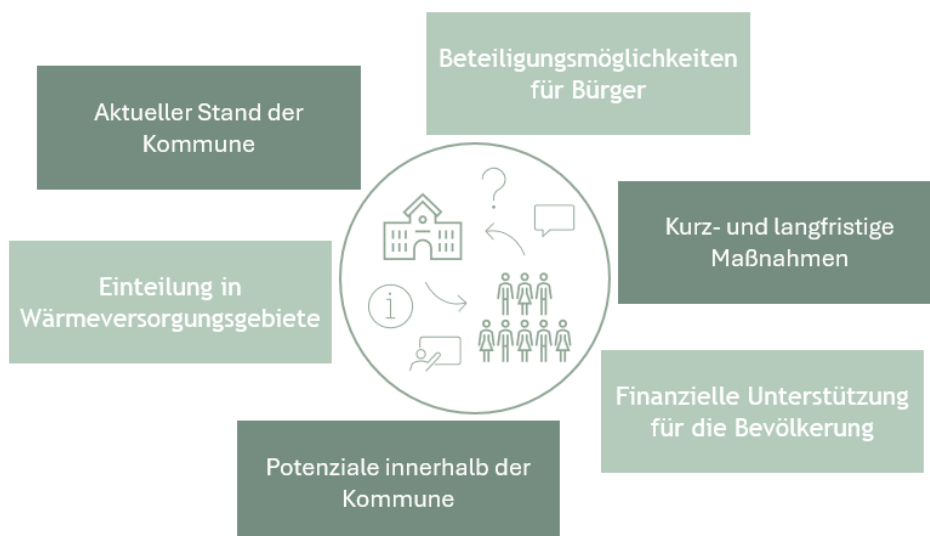 Beteiligungsmöglichkeiten
für Bürger
Aktueller Stand der
Kommune
Kurz- und langfristige
Maßnahmen
Einteilung in
Wärmeversorgungsgebiete
i
Finanzielle Unterstützung
für die Bevölkerung
Potenziale innerhalb der
Kommune